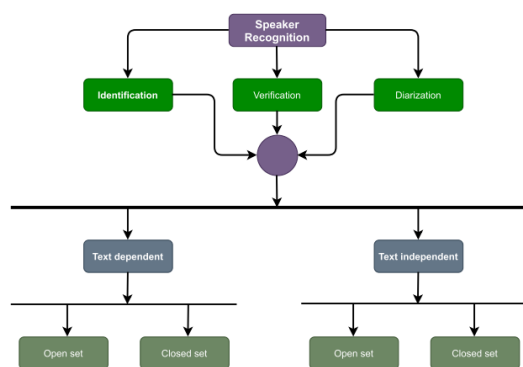 Speaker
Recognition
Identification
Verification
Diarization
Text dependent
Text independent
Open set
Closed set
Open set
Closed set